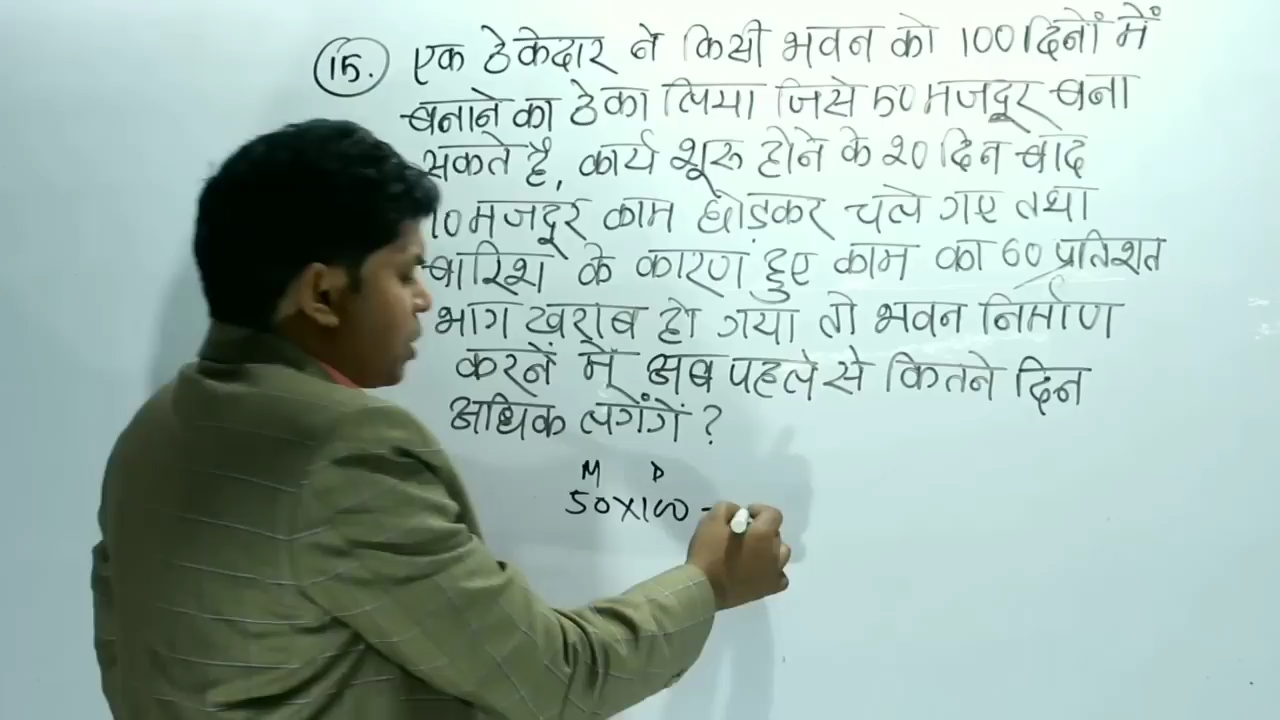 15. एक ठेकेदार ने किसी भवन को 100 दिनों में
बनाने का ठेका लिया जिसे 50 मजदूर बना
सकते है, कार्य शूरू होने के 20 दिन बाद
10 मजदूर काम छोड़कर चले गए तथा
बारिश के कारण हुए काम का 60 प्रतिशत
भाग खराब हो गया तो भवन निर्माण
करनें में अब पहले से कितने दिन
अधिक लगेंगें ?
M D
50×100